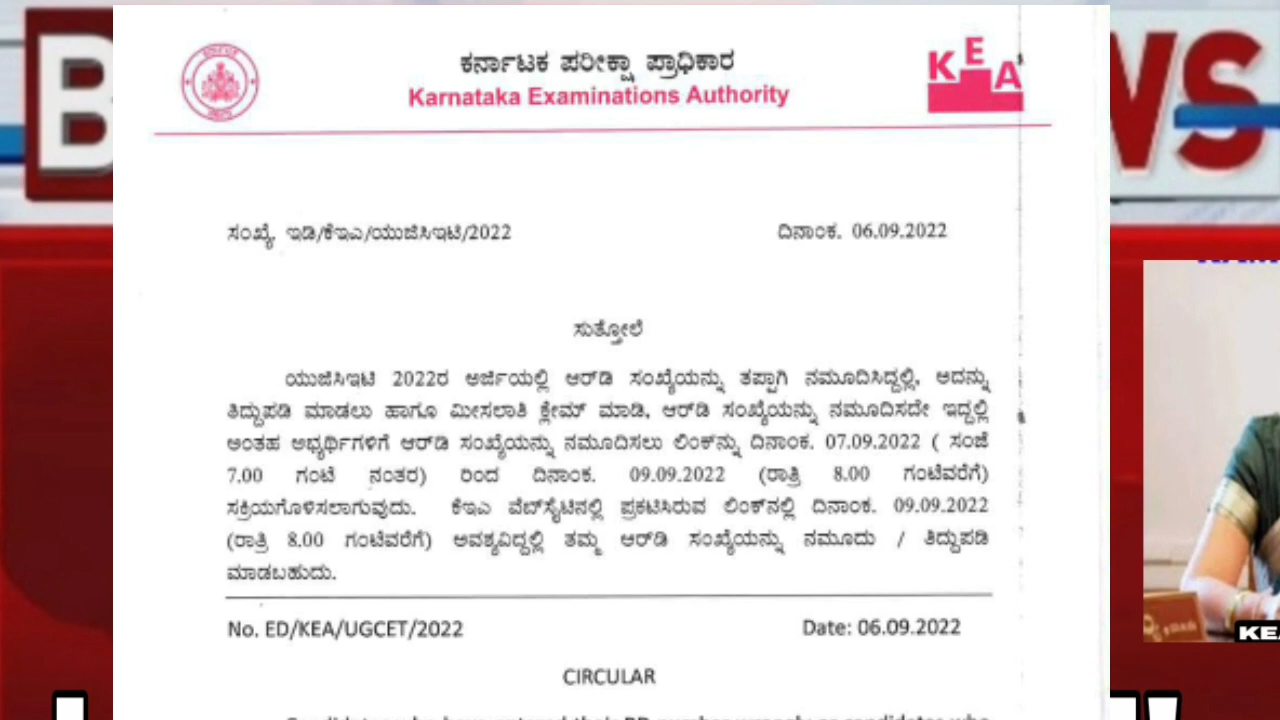 ಕರ್ನಾಟಕ ಪರೀಕ್ಷಾ ಪ್ರಾಧಿಕಾರ
Karnataka Examinations Authority
KEA
ಸಂಖ್ಯೆ ಇಡಿ/ಕೆಇಎ/ಯುಜಿಸಿಇಟಿ/2022 ದಿನಾಂಕ. 06.09.2022
ಸುತ್ತೋಲೆ
ಯುಜಿಸಿಇಟಿ 2022ರ ಅರ್ಜಿಯಲ್ಲಿ ಆರ್‌ಡಿ ಸಂಖ್ಯೆಯನ್ನು ತಪ್ಪಾಗಿ ನಮೂದಿಸಿದ್ದಲ್ಲಿ, ಅದನ್ನು
ತಿದ್ದುಪಡಿ ಮಾಡಲು ಹಾಗೂ ಮೀಸಲಾತಿ ಕ್ಲೇಮ್ ಮಾಡಿ, ಆರ್‌ಡಿ ಸಂಖ್ಯೆಯನ್ನು ನಮೂದಿಸದೇ ಇದ್ದಲ್ಲಿ
ಅಂತಹ ಅಭ್ಯರ್ಥಿಗಳಿಗೆ ಆರ್‌ಡಿ ಸಂಖ್ಯೆಯನ್ನು ನಮೂದಿಸಲು ಲಿಂಕ್‌ನ್ನು ದಿನಾಂಕ. 07.09.2022 ( ಸಂಜೆ
7.00 ಗಂಟೆ ನಂತರ) ರಿಂದ ದಿನಾಂಕ. 09.09.2022 (ರಾತ್ರಿ 8.00 ಗಂಟೆವರೆಗೆ)
ಸಕ್ರಿಯಗೊಳಿಸಲಾಗುವುದು. ಕೆಇಎ ವೆಬ್‌ಸೈಟಿನಲ್ಲಿ ಪ್ರಕಟಿಸಿರುವ ಲಿಂಕ್‌ನಲ್ಲಿ ದಿನಾಂಕ. 09.09.2022
(ರಾತ್ರಿ 8.00 ಗಂಟೆವರೆಗೆ) ಅವಶ್ಯವಿದ್ದಲ್ಲಿ ತಮ್ಮ ಆರ್‌ಡಿ ಸಂಖ್ಯೆಯನ್ನು ನಮೂದು / ತಿದ್ದುಪಡಿ
ಮಾಡಬಹುದು.
No. ED/KEA/UGCET/2022 Date: 06.09.2022
CIRCULAR